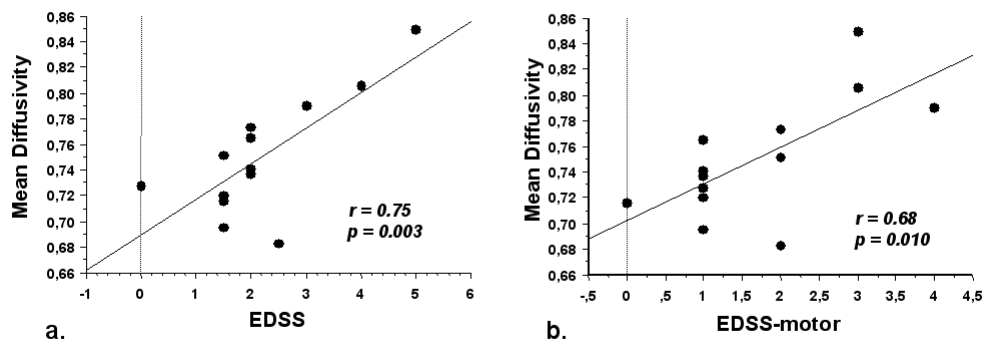 0,86
0,84
0,82
0,80
0,78
0,76
0,74
0,72
0,70
0,68
0,66
Mean Diffusivity
r = 0.75
p = 0.003
-1 0 1 2 3 4 5 6
EDSS
a.
0,86
0,84
0,82
0,80
0,78
0,76
0,74
0,72
0,70
0,68
0,66
Mean Diffusivity
r = 0.68
p = 0.010
-,5 0 ,5 1 1,5 2 2,5 3 3,5 4 4,5
EDSS-motor
b.